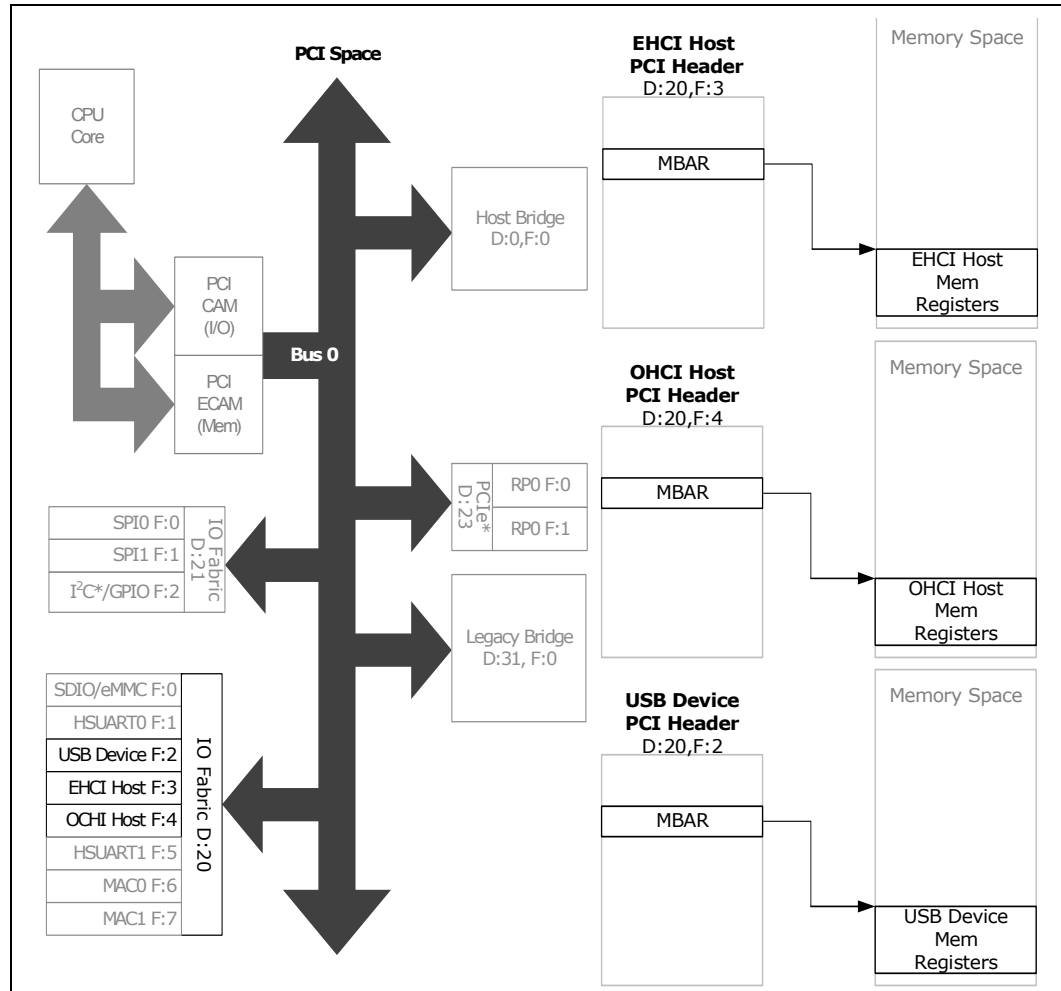 PCI Space
CPU
Core
PCI
CAM
(I/O)
PCI
ECAM
(Mem)
Bus 0
Host Bridge
D:0,F:0
PCIe*
D:23
RP0 F:0
RP0 F:1
Legacy Bridge
D:31, F:0
SPI0 F:0
SPI1 F:1
I²C*/GPIO F:2
IO Fabric
D:21
SDIO/eMMC F:0
HSUART0 F:1
USB Device F:2
EHCI Host F:3
OCHI Host F:4
HSUART1 F:5
MAC0 F:6
MAC1 F:7
IO Fabric D:20
EHCI Host
PCI Header
D:20,F:3
MBAR
Memory Space
EHCI Host
Mem
Registers
OHCI Host
PCI Header
D:20,F:4
MBAR
Memory Space
OHCI Host
Mem
Registers
USB Device
PCI Header
D:20,F:2
MBAR
Memory Space
USB Device
Mem
Registers